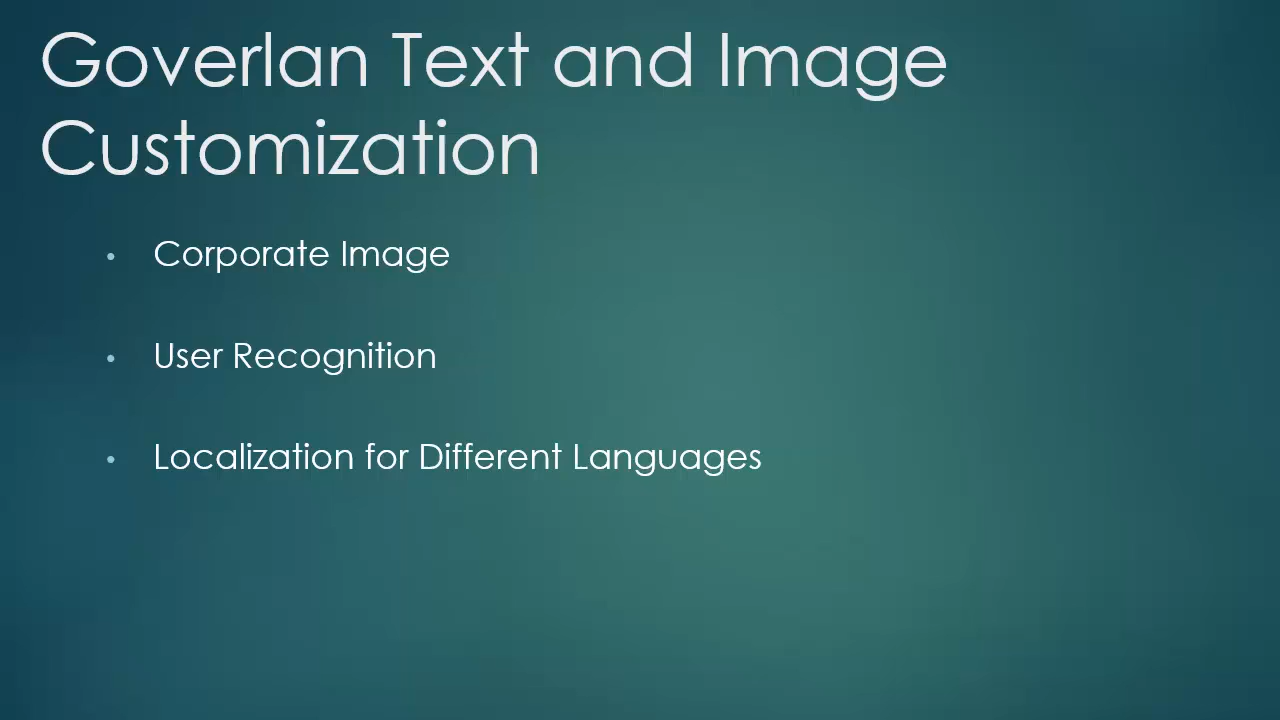 Goverlan Text and Image
Customization
• Corporate Image
• User Recognition
• Localization for Different Languages